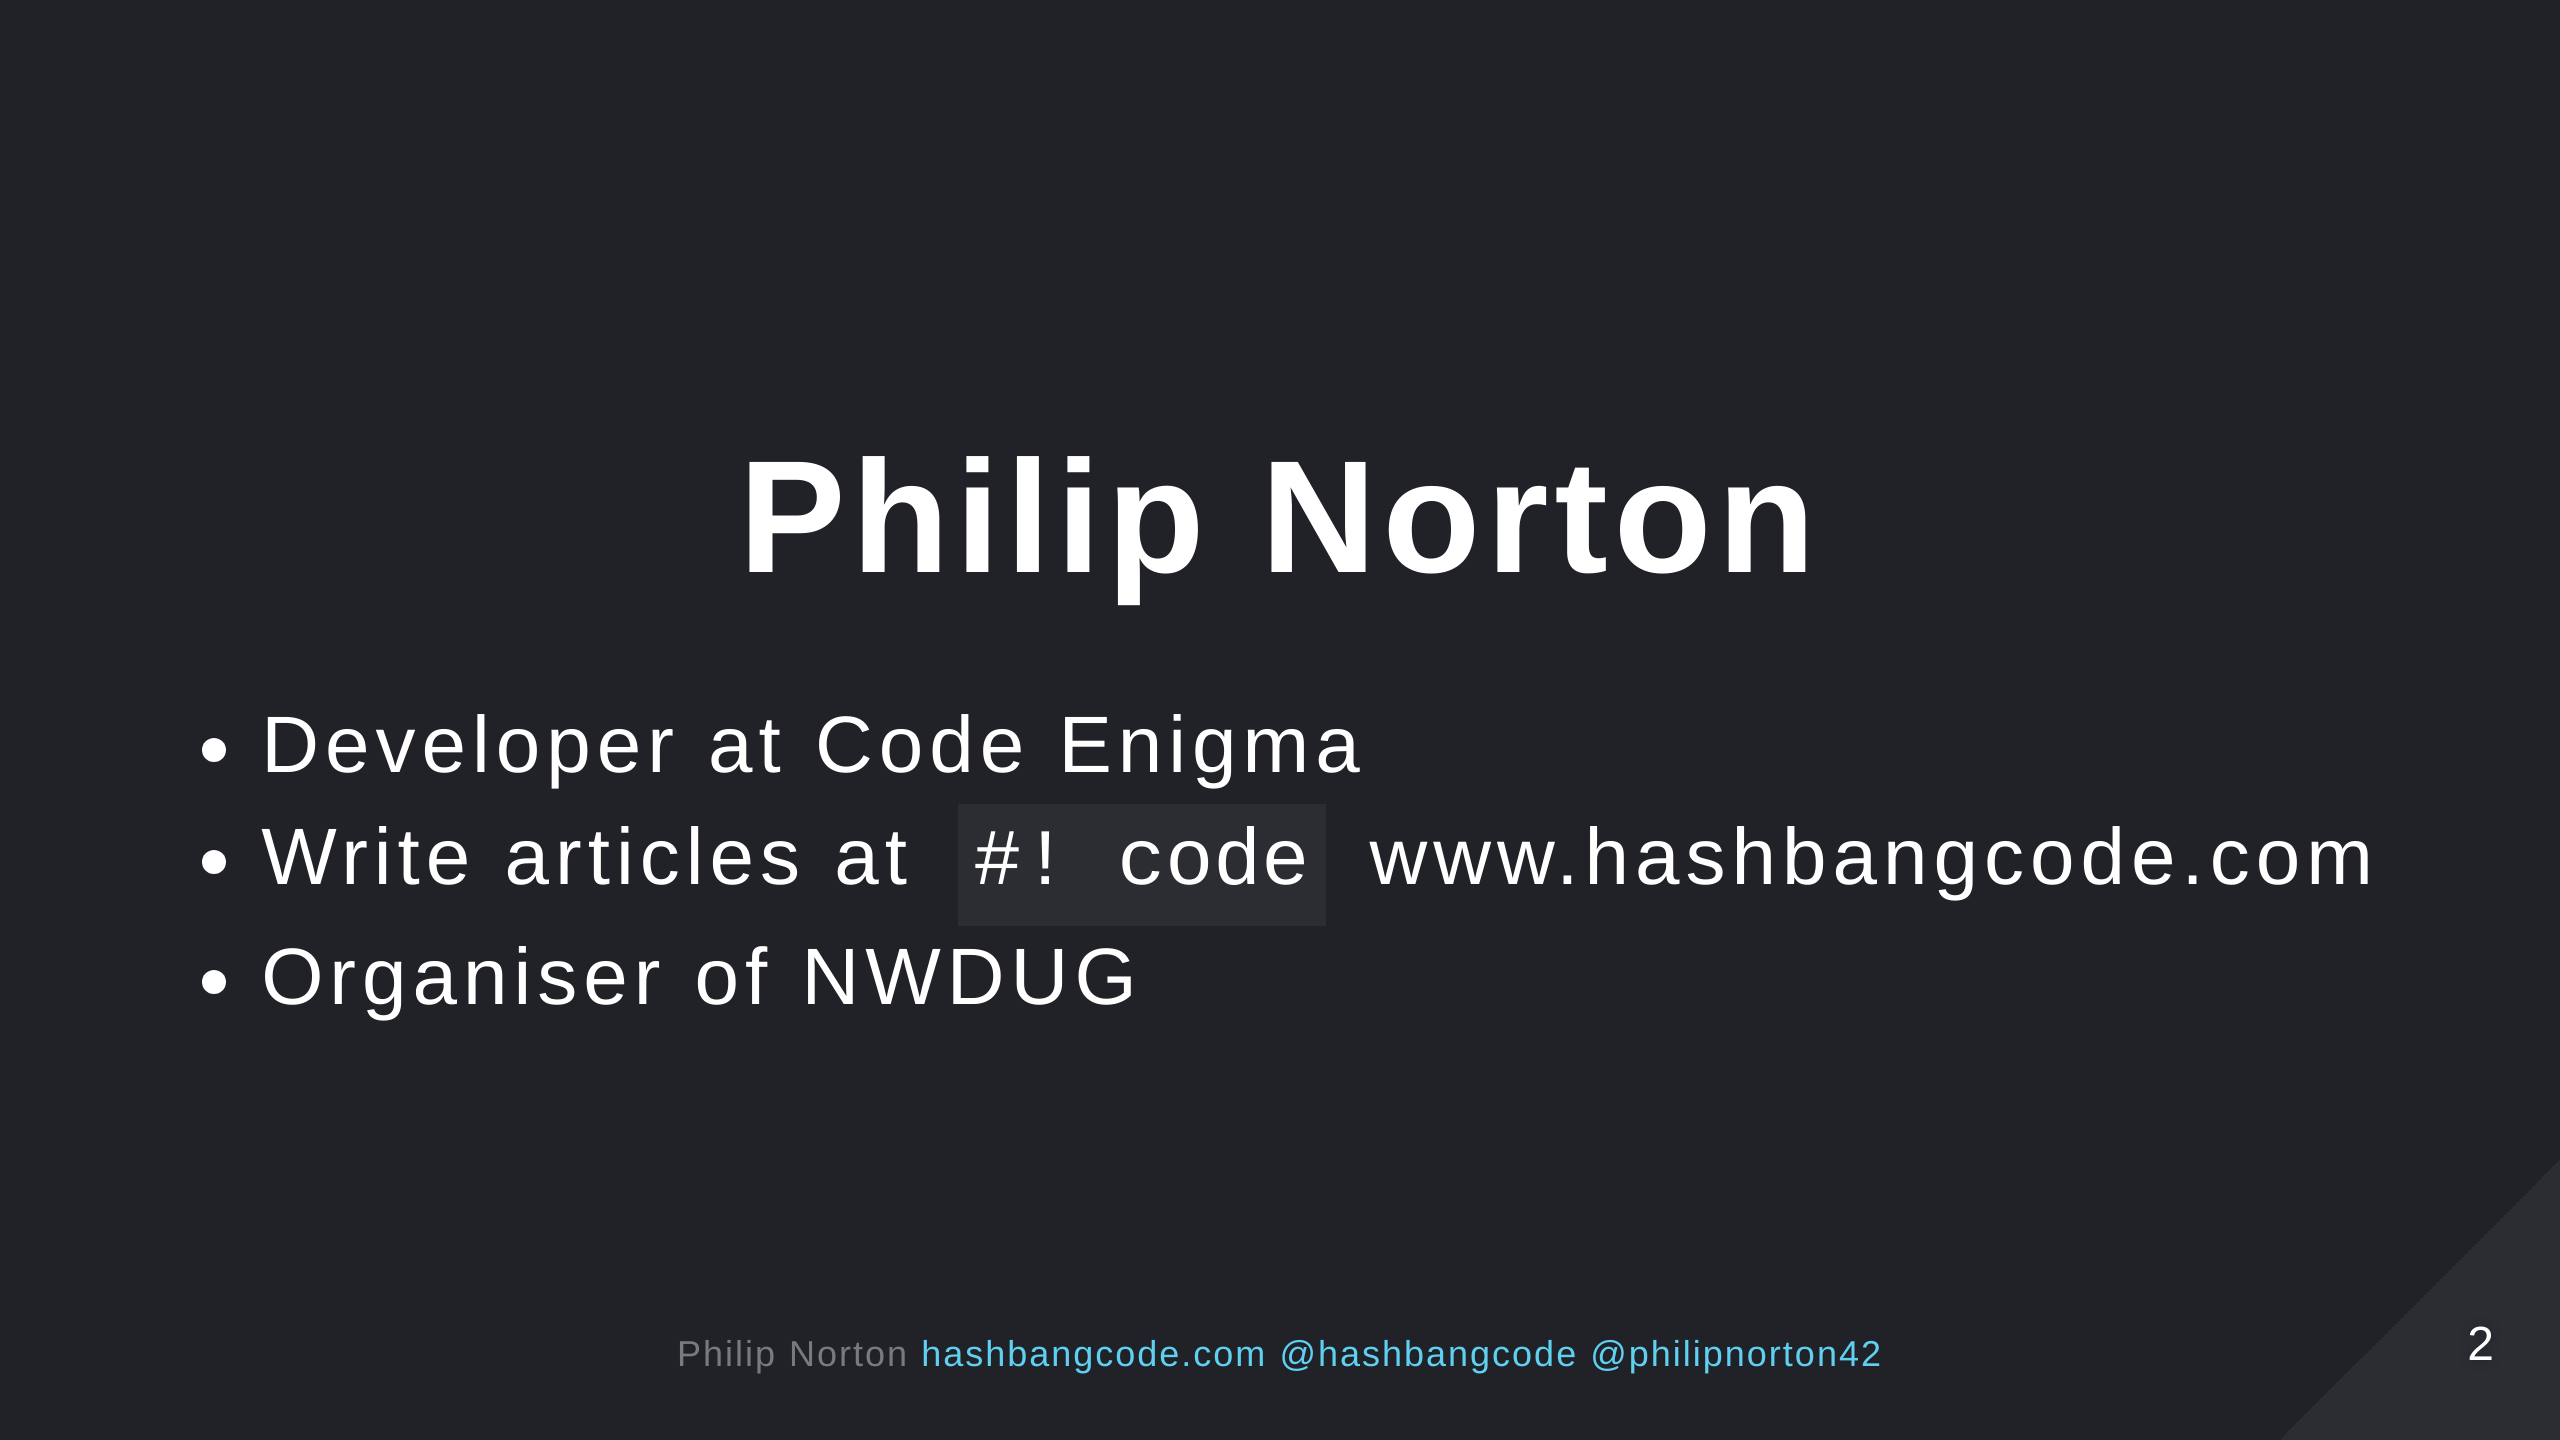 Philip Norton
• Developer at Code Enigma
• Write articles at #! code www.hashbangcode.com
• Organiser of NWDUG
Philip Norton hashbangcode.com @hashbangcode @philipnorton42
2